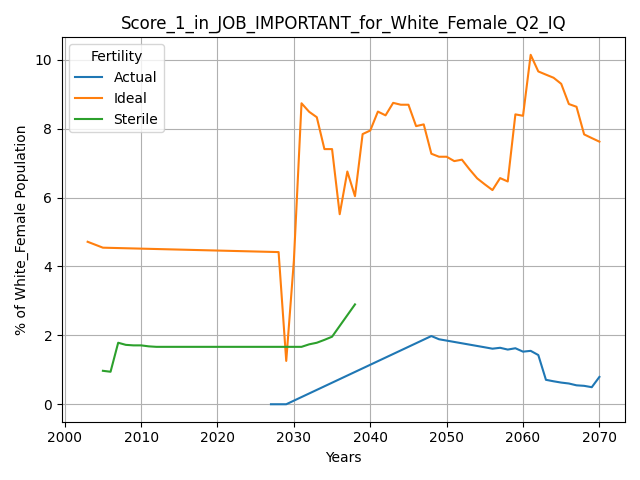 Score_1_in_JOB_IMPORTANT_for_White_Female_Q2_IQ
Fertility
Actual
Ideal
Sterile
% of White_Female Population
10
8
6
4
2
0
2000 2010 2020 2030 2040 2050 2060 2070
Years